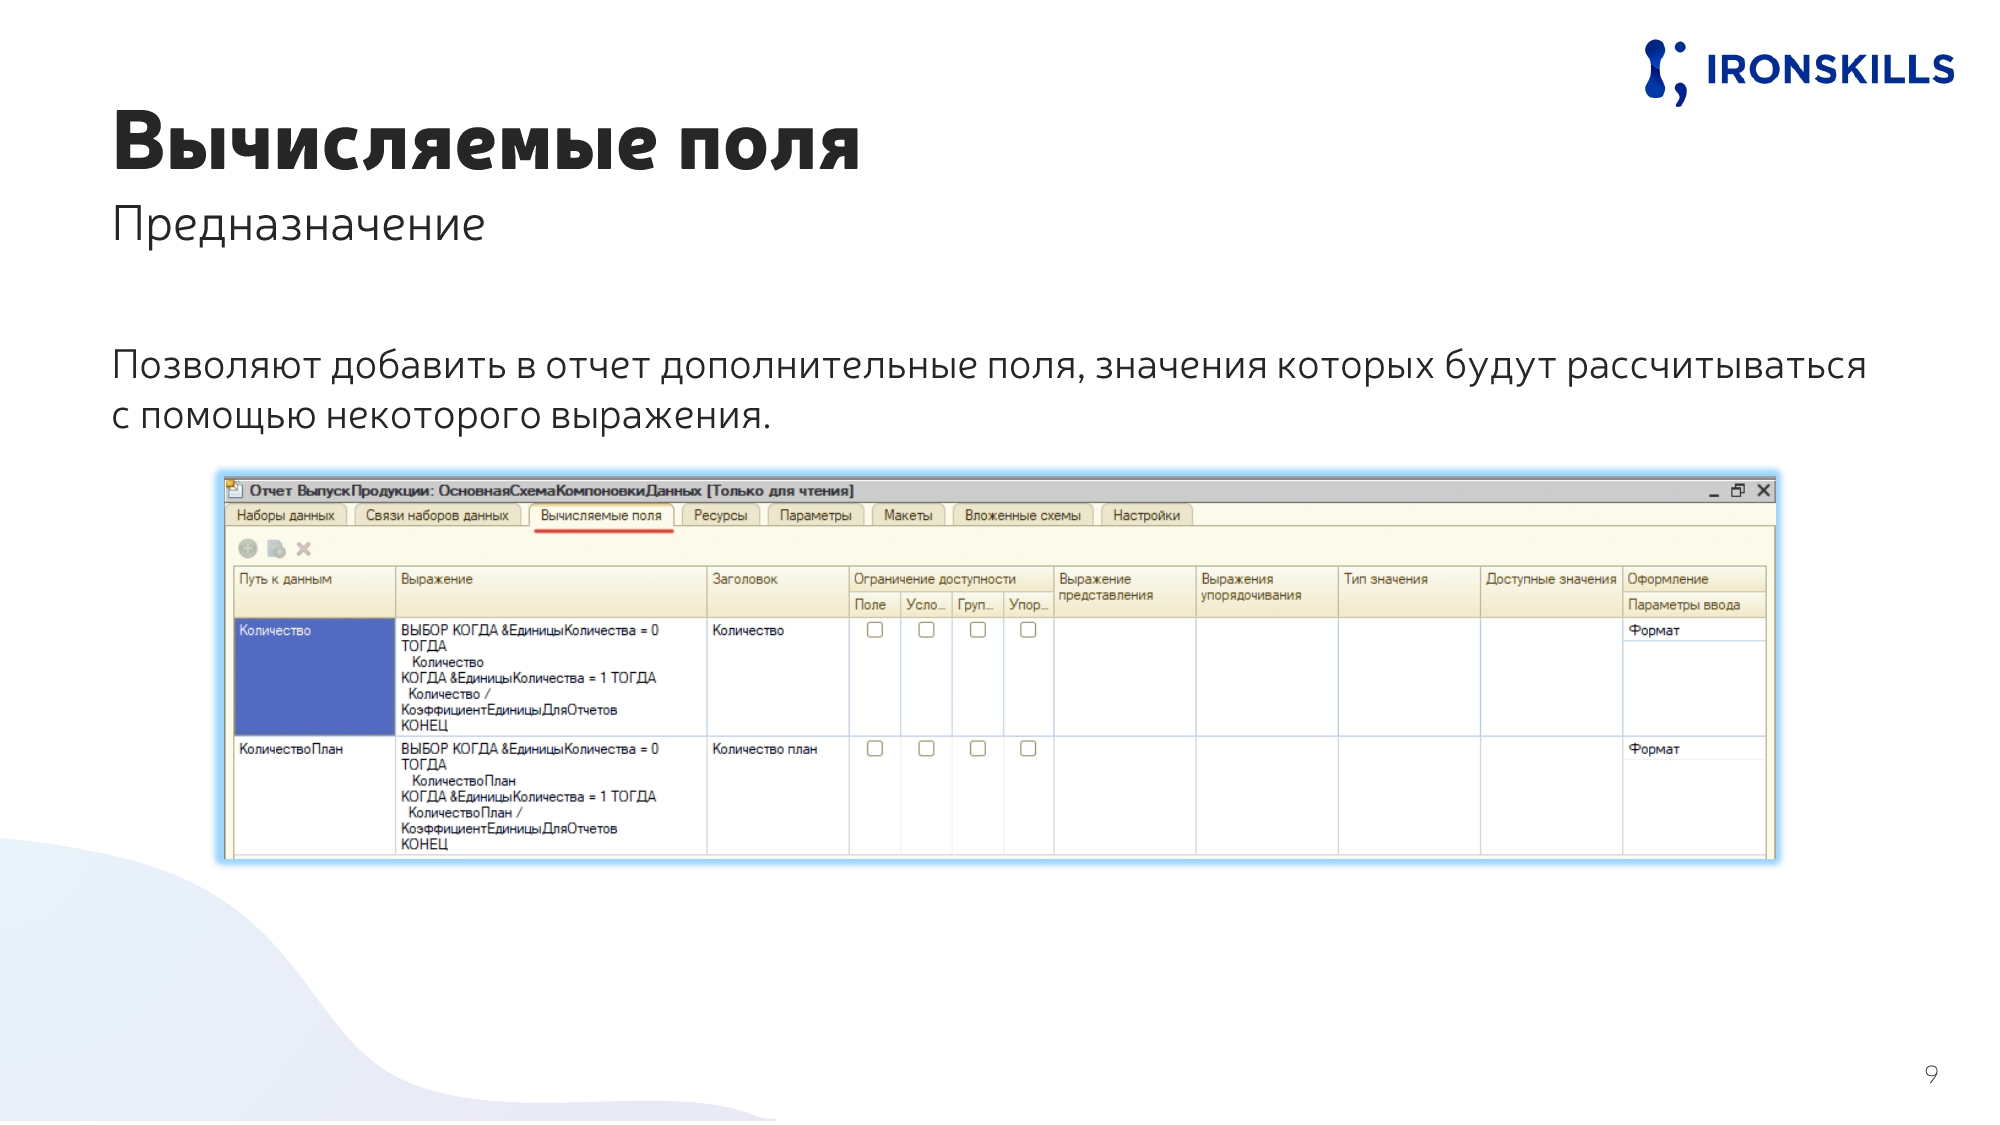 IRONSKILLS
Вычисляемые поля
Предназначение
Позволяют добавить в отчет дополнительные поля, значения которых будут рассчитываться
с помощью некоторого выражения.
Отчет ВыпускПродукции: ОсновнаяСхемаКомпоновкиДанных [Только для чтения]
Наборы данных Связи наборов данных Вычисляемые поля Ресурсы Параметры Макеты Вложенные схемы Настройки
Путь к данным Выражение Заголовок Ограничение доступности Выражение представления Выражения упорядочивания Тип значения Доступные значения Оформление
Поле Усло... Груп... Упор... Параметры ввода
Количество
ВЫБОР КОГДА &ЕдиницыКоличества = 0
ТОГДА
Количество
КОГДА &ЕдиницыКоличества = 1 ТОГДА
Количество /
КоэффициентЕдиницыДляОтчетов
КОНЕЦ
Количество
Формат
КоличествоПлан
ВЫБОР КОГДА &ЕдиницыКоличества = 0
ТОГДА
КоличествоПлан
КОГДА &ЕдиницыКоличества = 1 ТОГДА
КоличествоПлан /
КоэффициентЕдиницыДляОтчетов
КОНЕЦ
Количество план
Формат
9